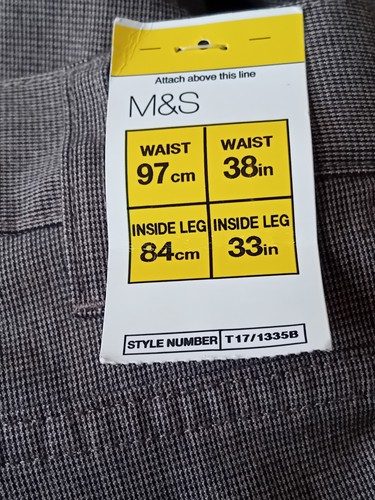 Attach above this line
M&S
WAIST
97cm
WAIST
38in
INSIDE LEG
84cm
INSIDE LEG
33in
STYLE NUMBER T17/1335B